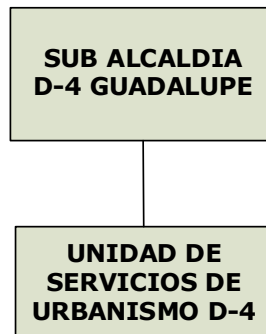 SUB ALCALDIA
D-4 GUADALUPE
UNIDAD DE
SERVICIOS DE
URBANISMO D-4